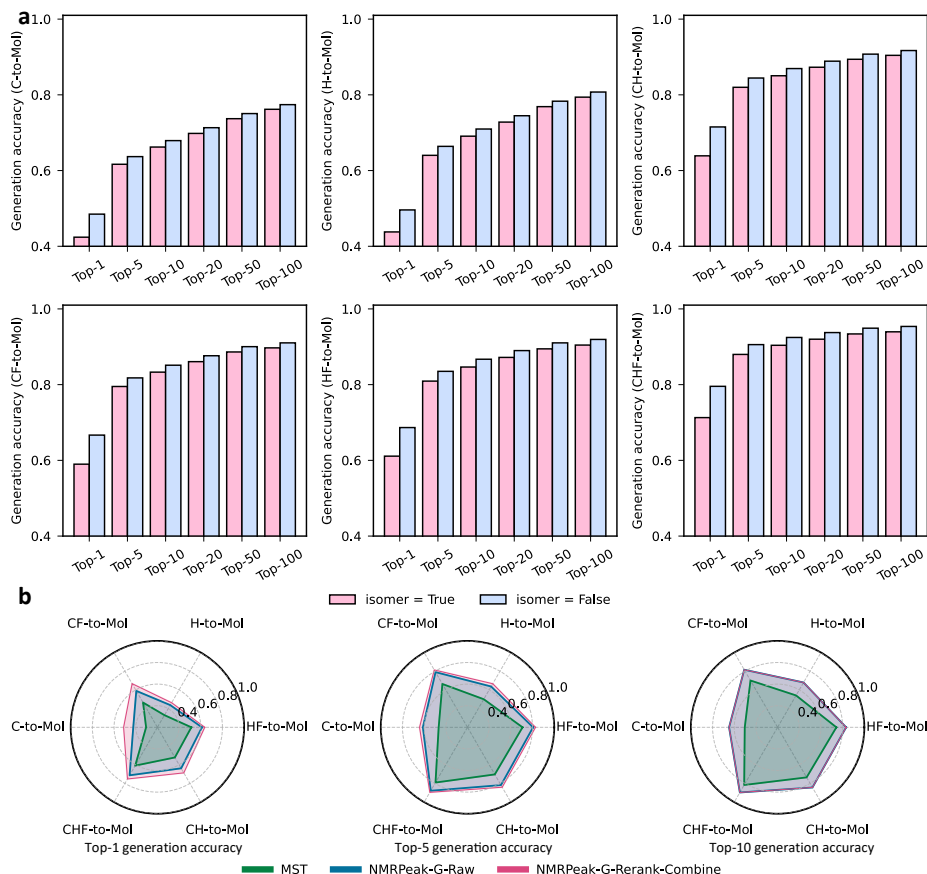 a
Generation accuracy (C-to-Mol)
1.0
0.8
0.6
0.4
Top-1 Top-5 Top-10 Top-20 Top-50 Top-100
Generation accuracy (H-to-Mol)
1.0
0.8
0.6
0.4
Top-1 Top-5 Top-10 Top-20 Top-50 Top-100
Generation accuracy (CH-to-Mol)
1.0
0.8
0.6
0.4
Top-1 Top-5 Top-10 Top-20 Top-50 Top-100
Generation accuracy (CF-to-Mol)
1.0
0.8
0.6
0.4
Top-1 Top-5 Top-10 Top-20 Top-50 Top-100
Generation accuracy (HF-to-Mol)
1.0
0.8
0.6
0.4
Top-1 Top-5 Top-10 Top-20 Top-50 Top-100
Generation accuracy (CHF-to-Mol)
1.0
0.8
0.6
0.4
Top-1 Top-5 Top-10 Top-20 Top-50 Top-100
isomer = True isomer = False
b
CF-to-Mol H-to-Mol
0.4 0.6 0.8 1.0
C-to-Mol HF-to-Mol
CHF-to-Mol CH-to-Mol
Top-1 generation accuracy
CF-to-Mol H-to-Mol
0.4 0.6 0.8 1.0
C-to-Mol HF-to-Mol
CHF-to-Mol CH-to-Mol
Top-5 generation accuracy
CF-to-Mol H-to-Mol
0.4 0.6 0.8 1.0
C-to-Mol HF-to-Mol
CHF-to-Mol CH-to-Mol
Top-10 generation accuracy
MST NMRPeak-G-Raw NMRPeak-G-Rerank-Combine